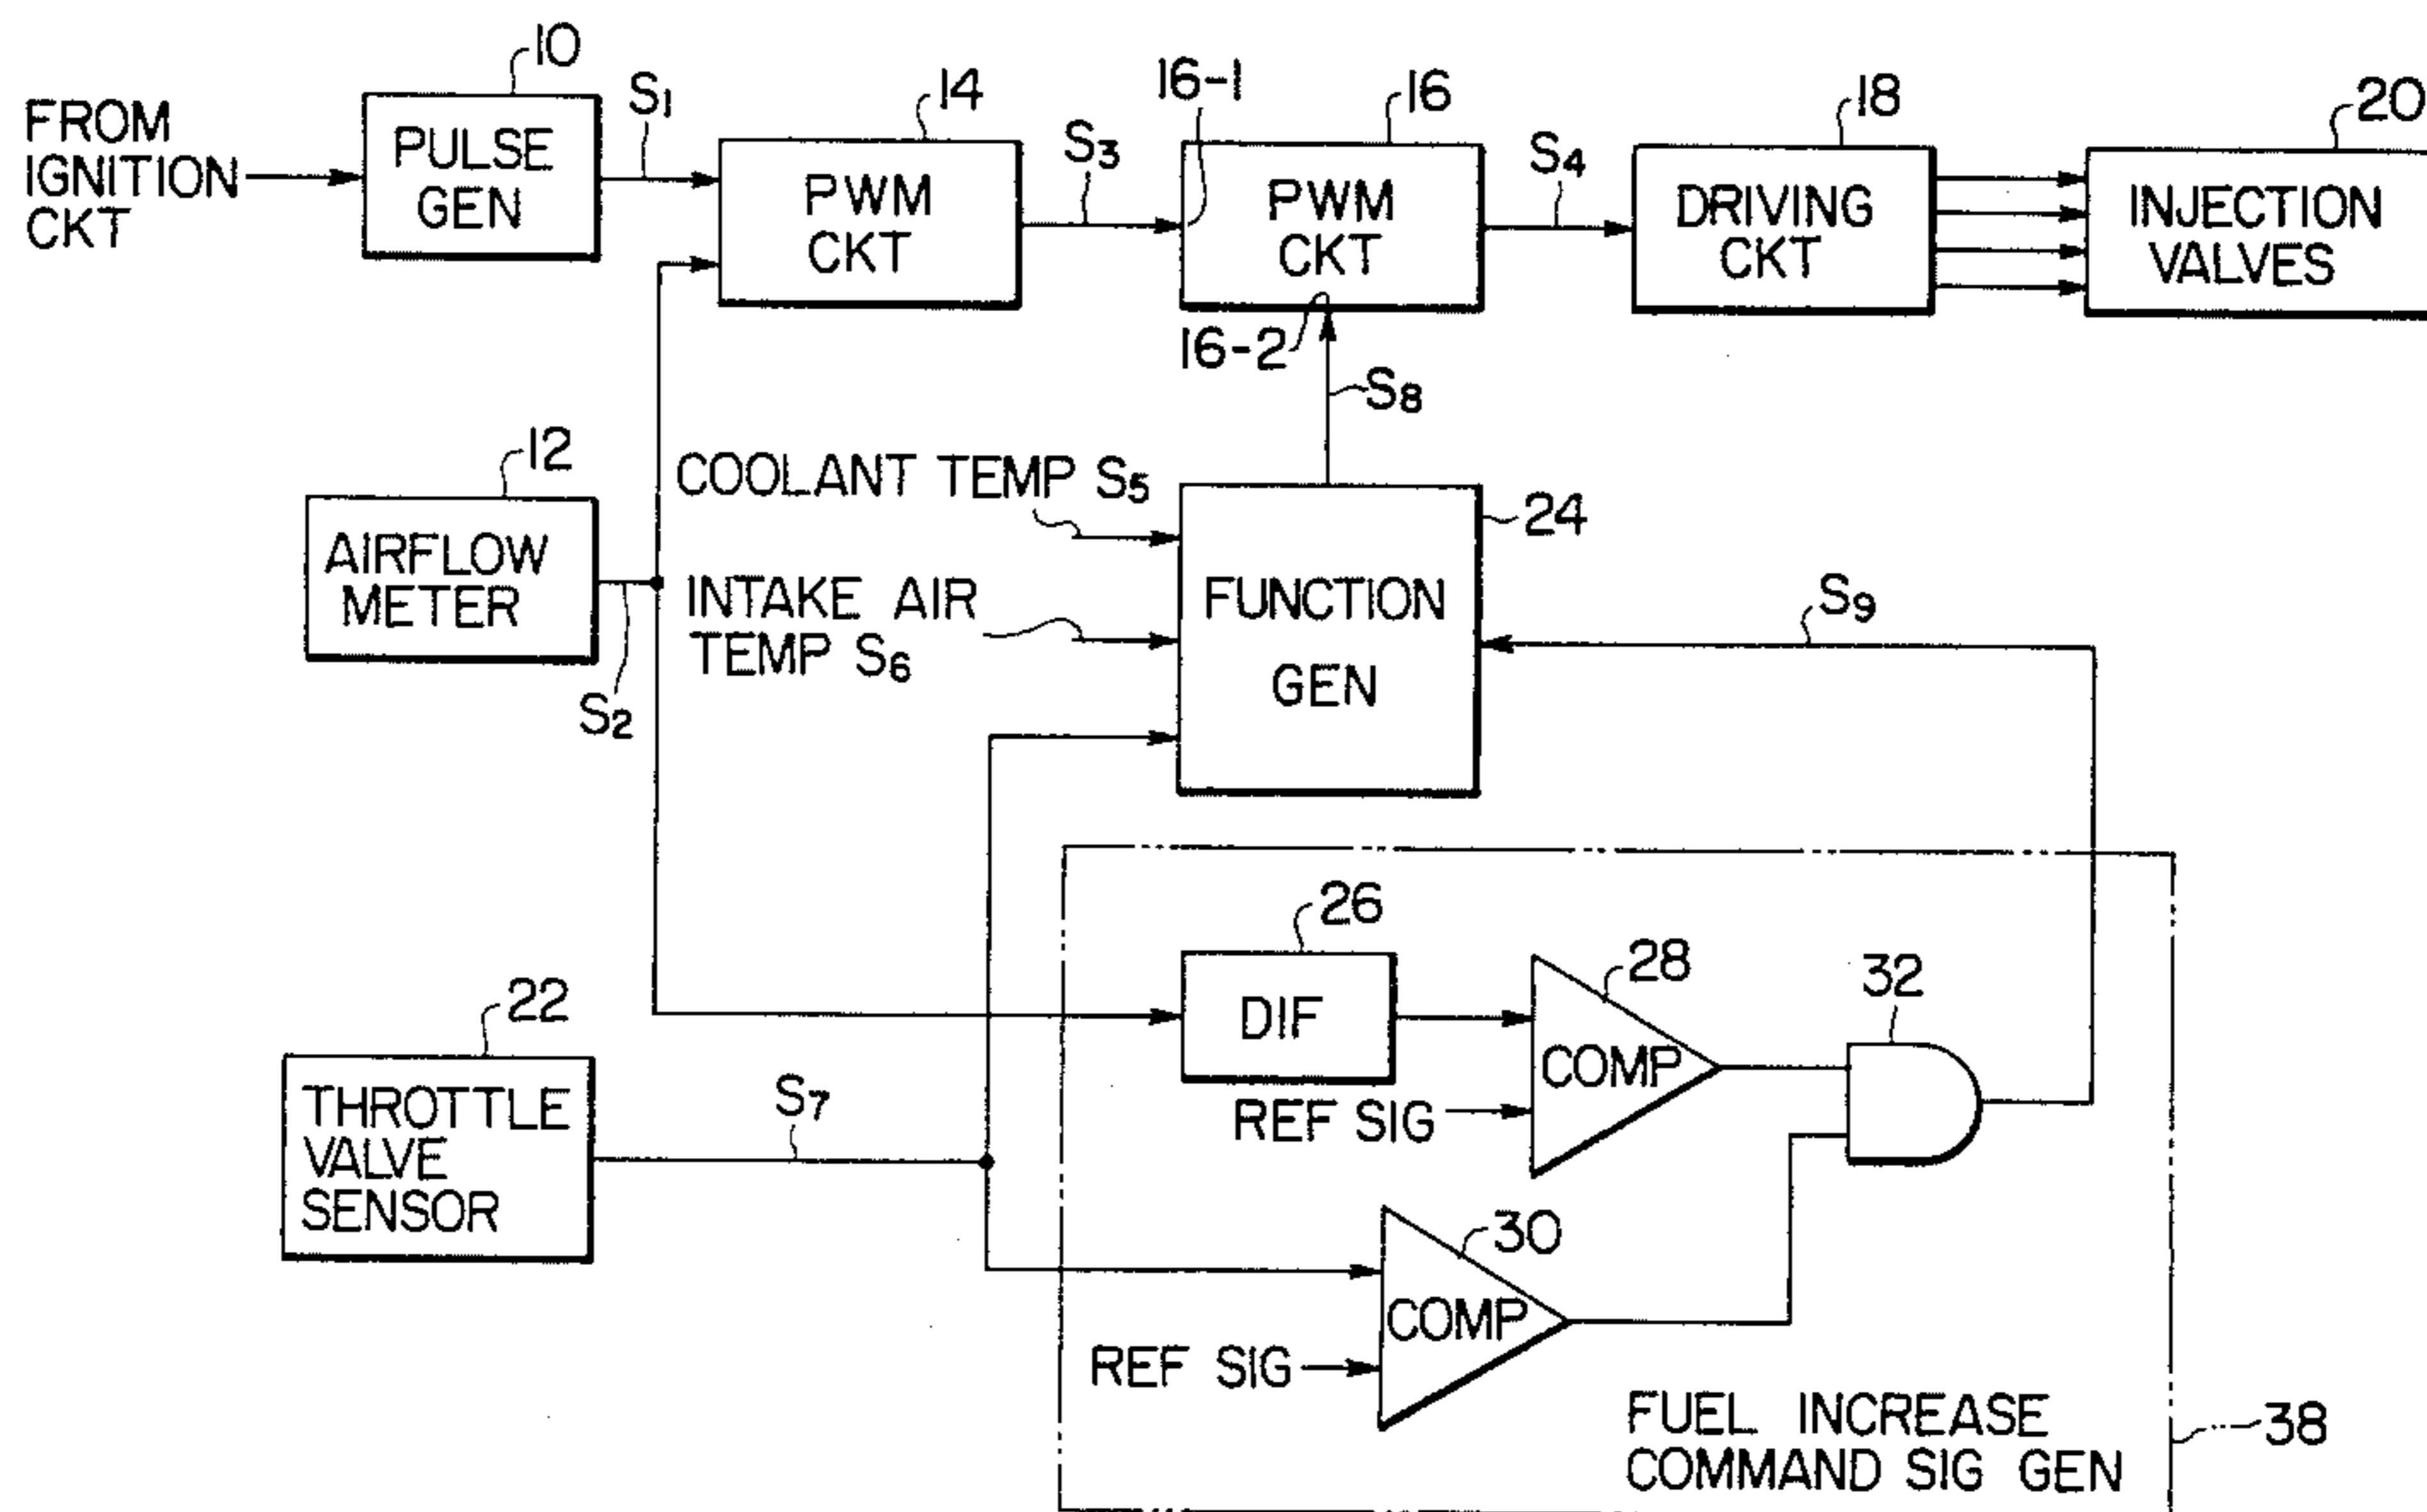 FROM
IGNITION
CKT
10
PULSE
GEN
S1
14
PWM
CKT
S3
16-1
16
PWM
CKT
16-2
S4
18
DRIVING
CKT
20
INJECTION
VALVES
S8
12
AIRFLOW
METER
S2
COOLANT TEMP S5
INTAKE AIR
TEMP S6
24
FUNCTION
GEN
S9
22
THROTTLE
VALVE
SENSOR
S7
26
DIF
REF SIG
28
COMP
32
30
COMP
REF SIG
FUEL INCREASE
COMMAND SIG GEN
38